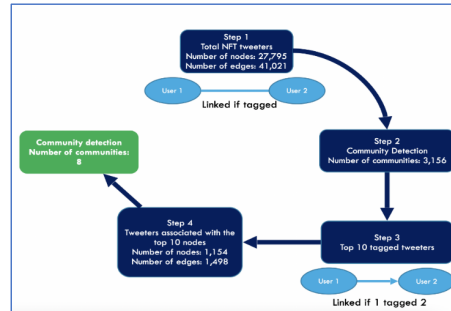 Step 1
Total NFT tweeters
Number of nodes: 27,795
Number of edges: 41,021
User 1
User 2
Linked if tagged
Step 2
Community Detection
Number of communities: 3,156
Step 3
Top 10 tagged tweeters
User 1
User 2
Linked if 1 tagged 2
Step 4
Tweeters associated with the
top 10 nodes
Number of nodes: 1,154
Number of edges: 1,498
Community detection
Number of communities:
8